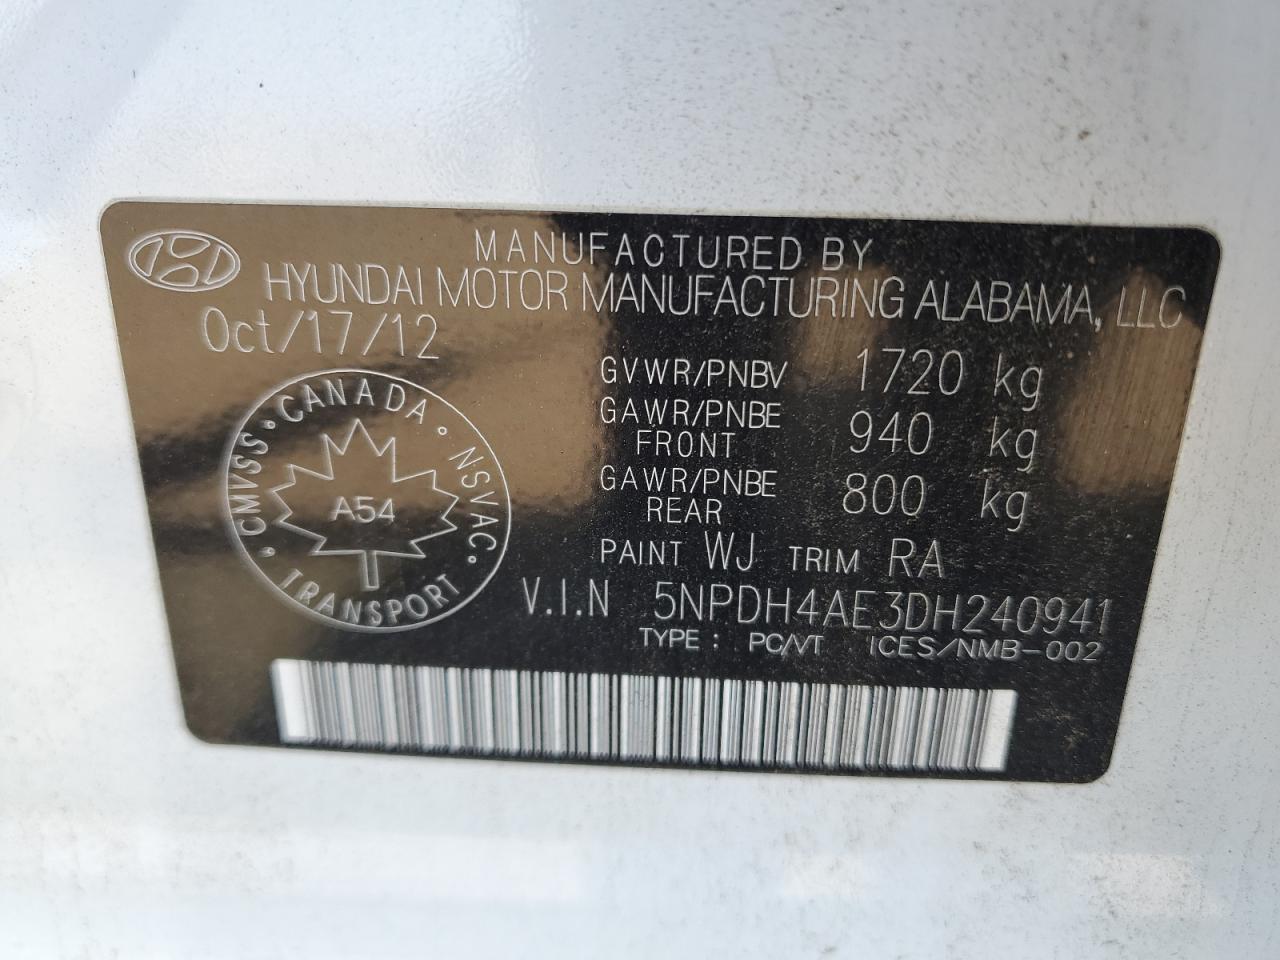 MANUFACTURED BY
HYUNDAI MOTOR MANUFACTURING ALABAMA, LLC
Oct/17/12
GVWR/PNBV 1720 kg
GAWR/PNBE FRONT 940 kg
GAWR/PNBE REAR 800 kg
PAINT WJ TRIM RA
V.I.N 5NPDH4AE3DH240941
TYPE : PC/VT ICES/NMB-002
CMVSS · CANADA · NSVAC · TRANSPORT ·
A54